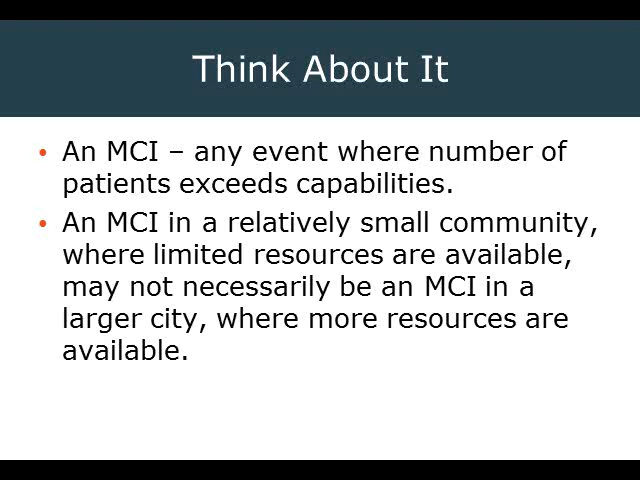 Think About It
• An MCI – any event where number of
patients exceeds capabilities.
• An MCI in a relatively small community,
where limited resources are available,
may not necessarily be an MCI in a
larger city, where more resources are
available.